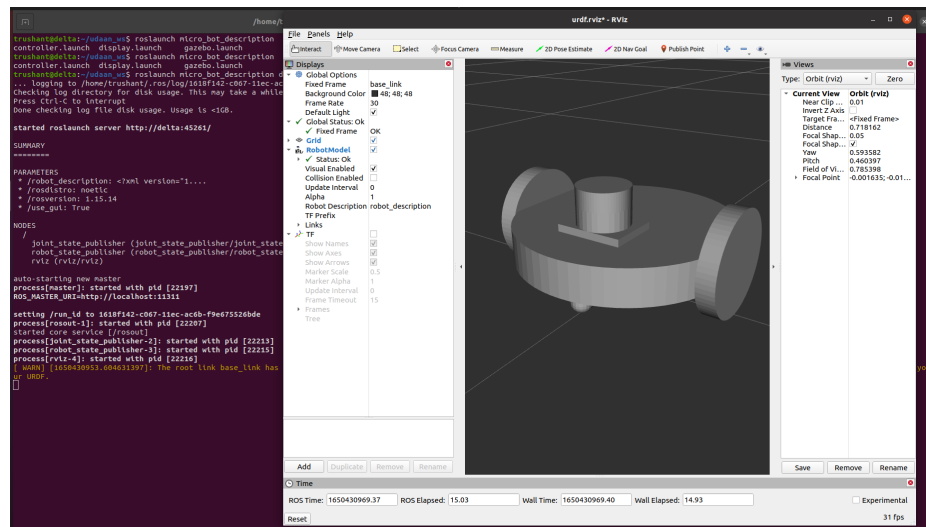 /home/t
trushant@delta:~/udaan_ws$ roslaunch micro_bot_description
controller.launch display.launch gazebo.launch
trushant@delta:~/udaan_ws$ roslaunch micro_bot_description
controller.launch display.launch gazebo.launch
trushant@delta:~/udaan_ws$ roslaunch micro_bot_description d
... logging to /home/trushant/.ros/log/1618f142-c067-11ec-ac
Checking log directory for disk usage. This may take a while
Press Ctrl-C to interrupt
Done checking log file disk usage. Usage is <1GB.
started roslaunch server http://delta:45261/
SUMMARY
========
PARAMETERS
* /robot_description: <?xml version="1....
* /rosdistro: noetic
* /rosversion: 1.15.14
* /use_gui: True
NODES
/
joint_state_publisher (joint_state_publisher/joint_state
robot_state_publisher (robot_state_publisher/robot_state
rviz (rviz/rviz)
auto-starting new master
process[master]: started with pid [22197]
ROS_MASTER_URI=http://localhost:11311
setting /run_id to 1618f142-c067-11ec-ac6b-f9e675526bde
process[rosout-1]: started with pid [22207]
started core service [/rosout]
process[joint_state_publisher-2]: started with pid [22213]
process[robot_state_publisher-3]: started with pid [22215]
process[rviz-4]: started with pid [22216]
[ WARN] [1650430953.604631397]: The root link base_link has
ur URDF.
yo
urdf.rviz* - RViz
File Panels Help
Interact Move Camera Select Focus Camera Measure 2D Pose Estimate 2D Nav Goal Publish Point
Displays
Global Options
Fixed Frame base_link
Background Color 48; 48; 48
Frame Rate 30
Default Light
Global Status: Ok
Fixed Frame OK
Grid
RobotModel
Status: Ok
Visual Enabled
Collision Enabled
Update Interval 0
Alpha 1
Robot Description robot_description
TF Prefix
Links
TF
Show Names
Show Axes
Show Arrows
Marker Scale 0.5
Marker Alpha 1
Update Interval 0
Frame Timeout 15
Frames
Tree
Add Duplicate Remove Rename
Views
Type: Orbit (rviz) Zero
Current View Orbit (rviz)
Near Clip ... 0.01
Invert Z Axis
Target Fra... <Fixed Frame>
Distance 0.718162
Focal Shap... 0.05
Focal Shap...
Yaw 0.593582
Pitch 0.460397
Field of Vi... 0.785398
Focal Point -0.001635; -0.01...
Save Remove Rename
Time
ROS Time: 1650430969.37 ROS Elapsed: 15.03 Wall Time: 1650430969.40 Wall Elapsed: 14.93 Experimental
Reset 31 fps